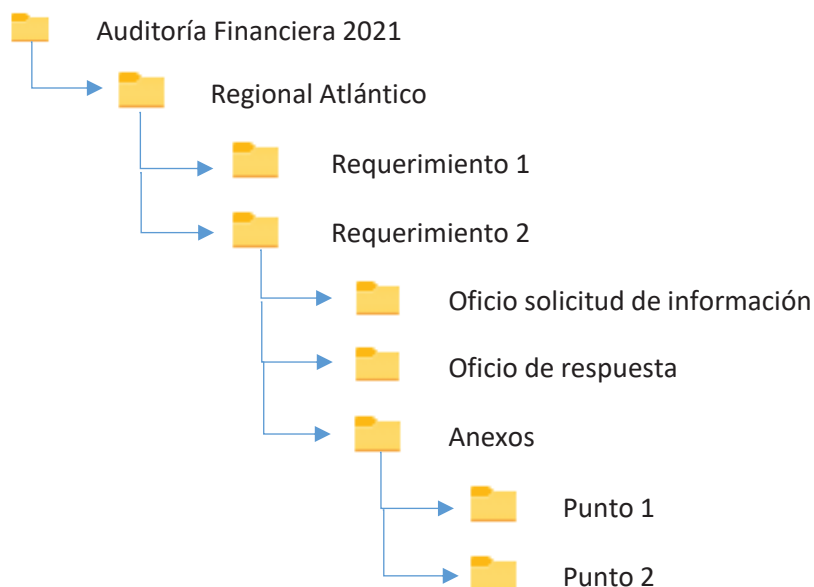 Auditoría Financiera 2021
Regional Atlántico
Requerimiento 1
Requerimiento 2
Oficio solicitud de información
Oficio de respuesta
Anexos
Punto 1
Punto 2